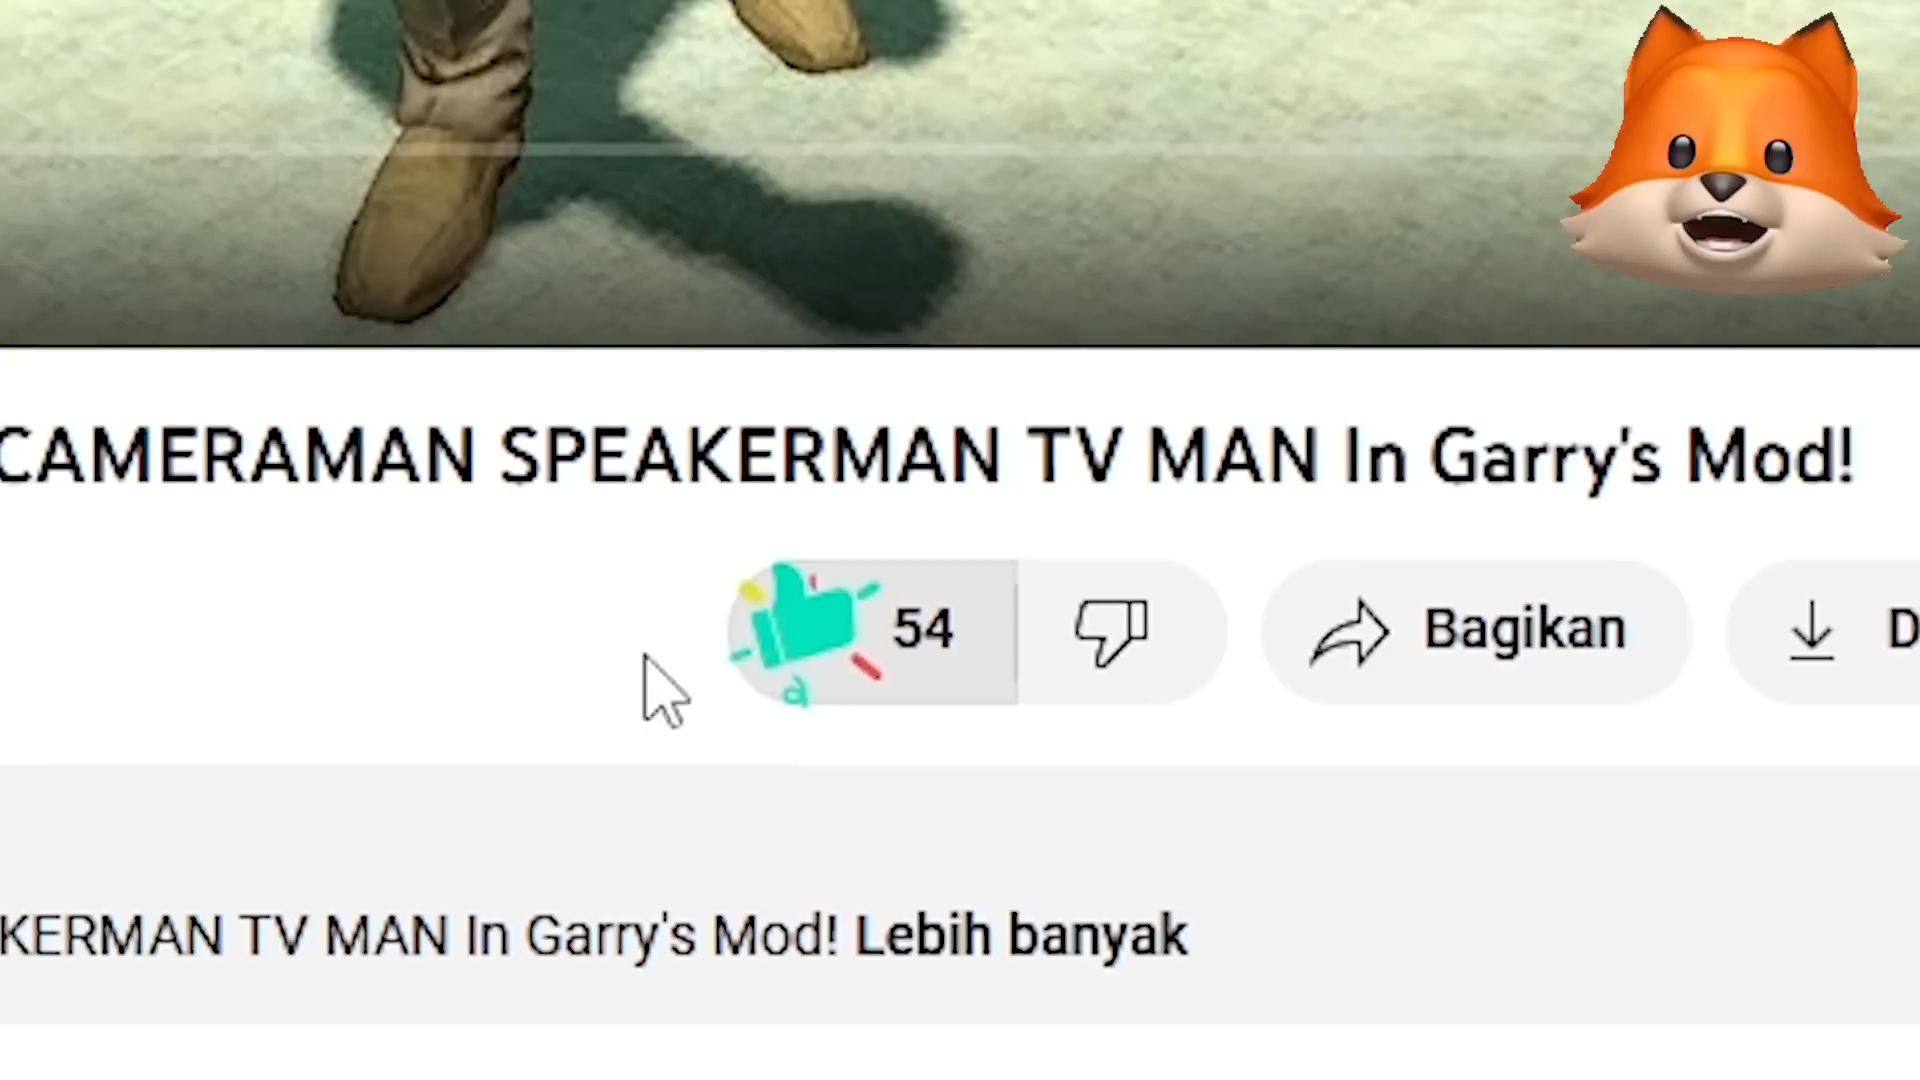 CAMERAMAN SPEAKERMAN TV MAN In Garry's Mod!
54
Bagikan
D
KERMAN TV MAN In Garry's Mod! Lebih banyak